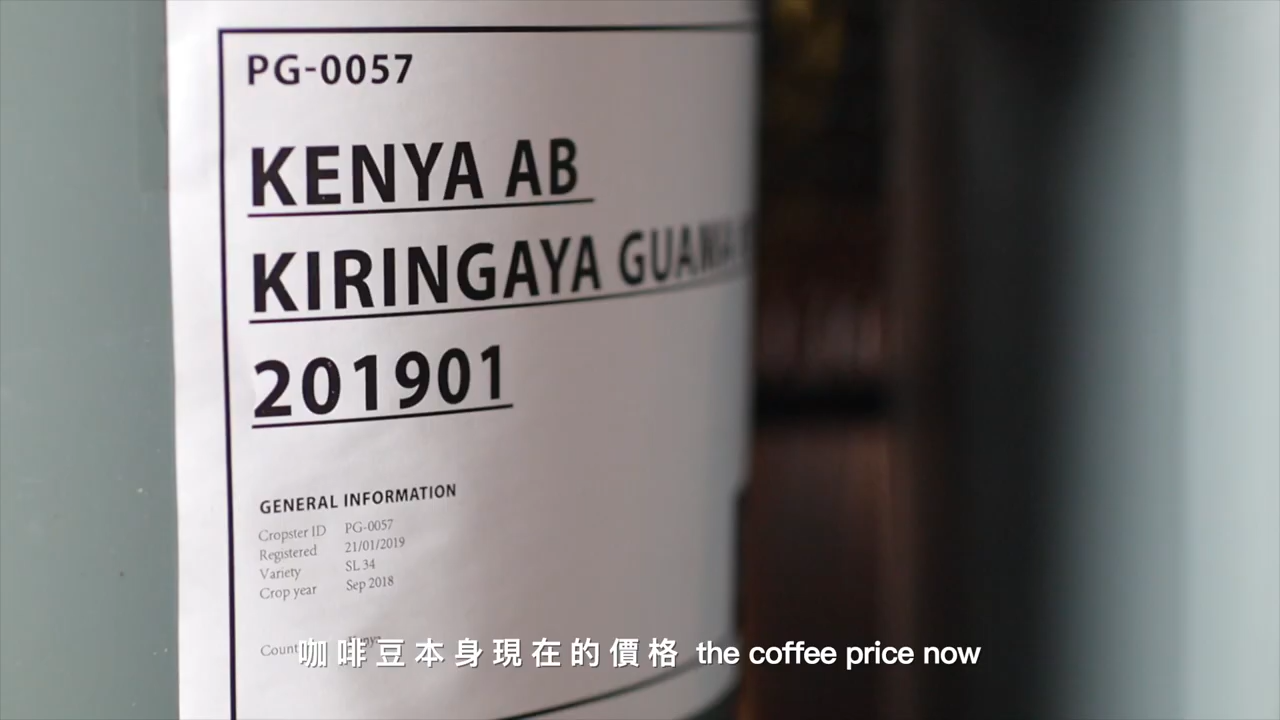 PG-0057
KENYA AB
KIRINGAYA
201901
GENERAL INFORMATION
Cropster ID PG-0057
Registered 21/01/2019
Variety SL 34
Crop year Sep 2018
咖啡豆本身現在的價格 the coffee price now